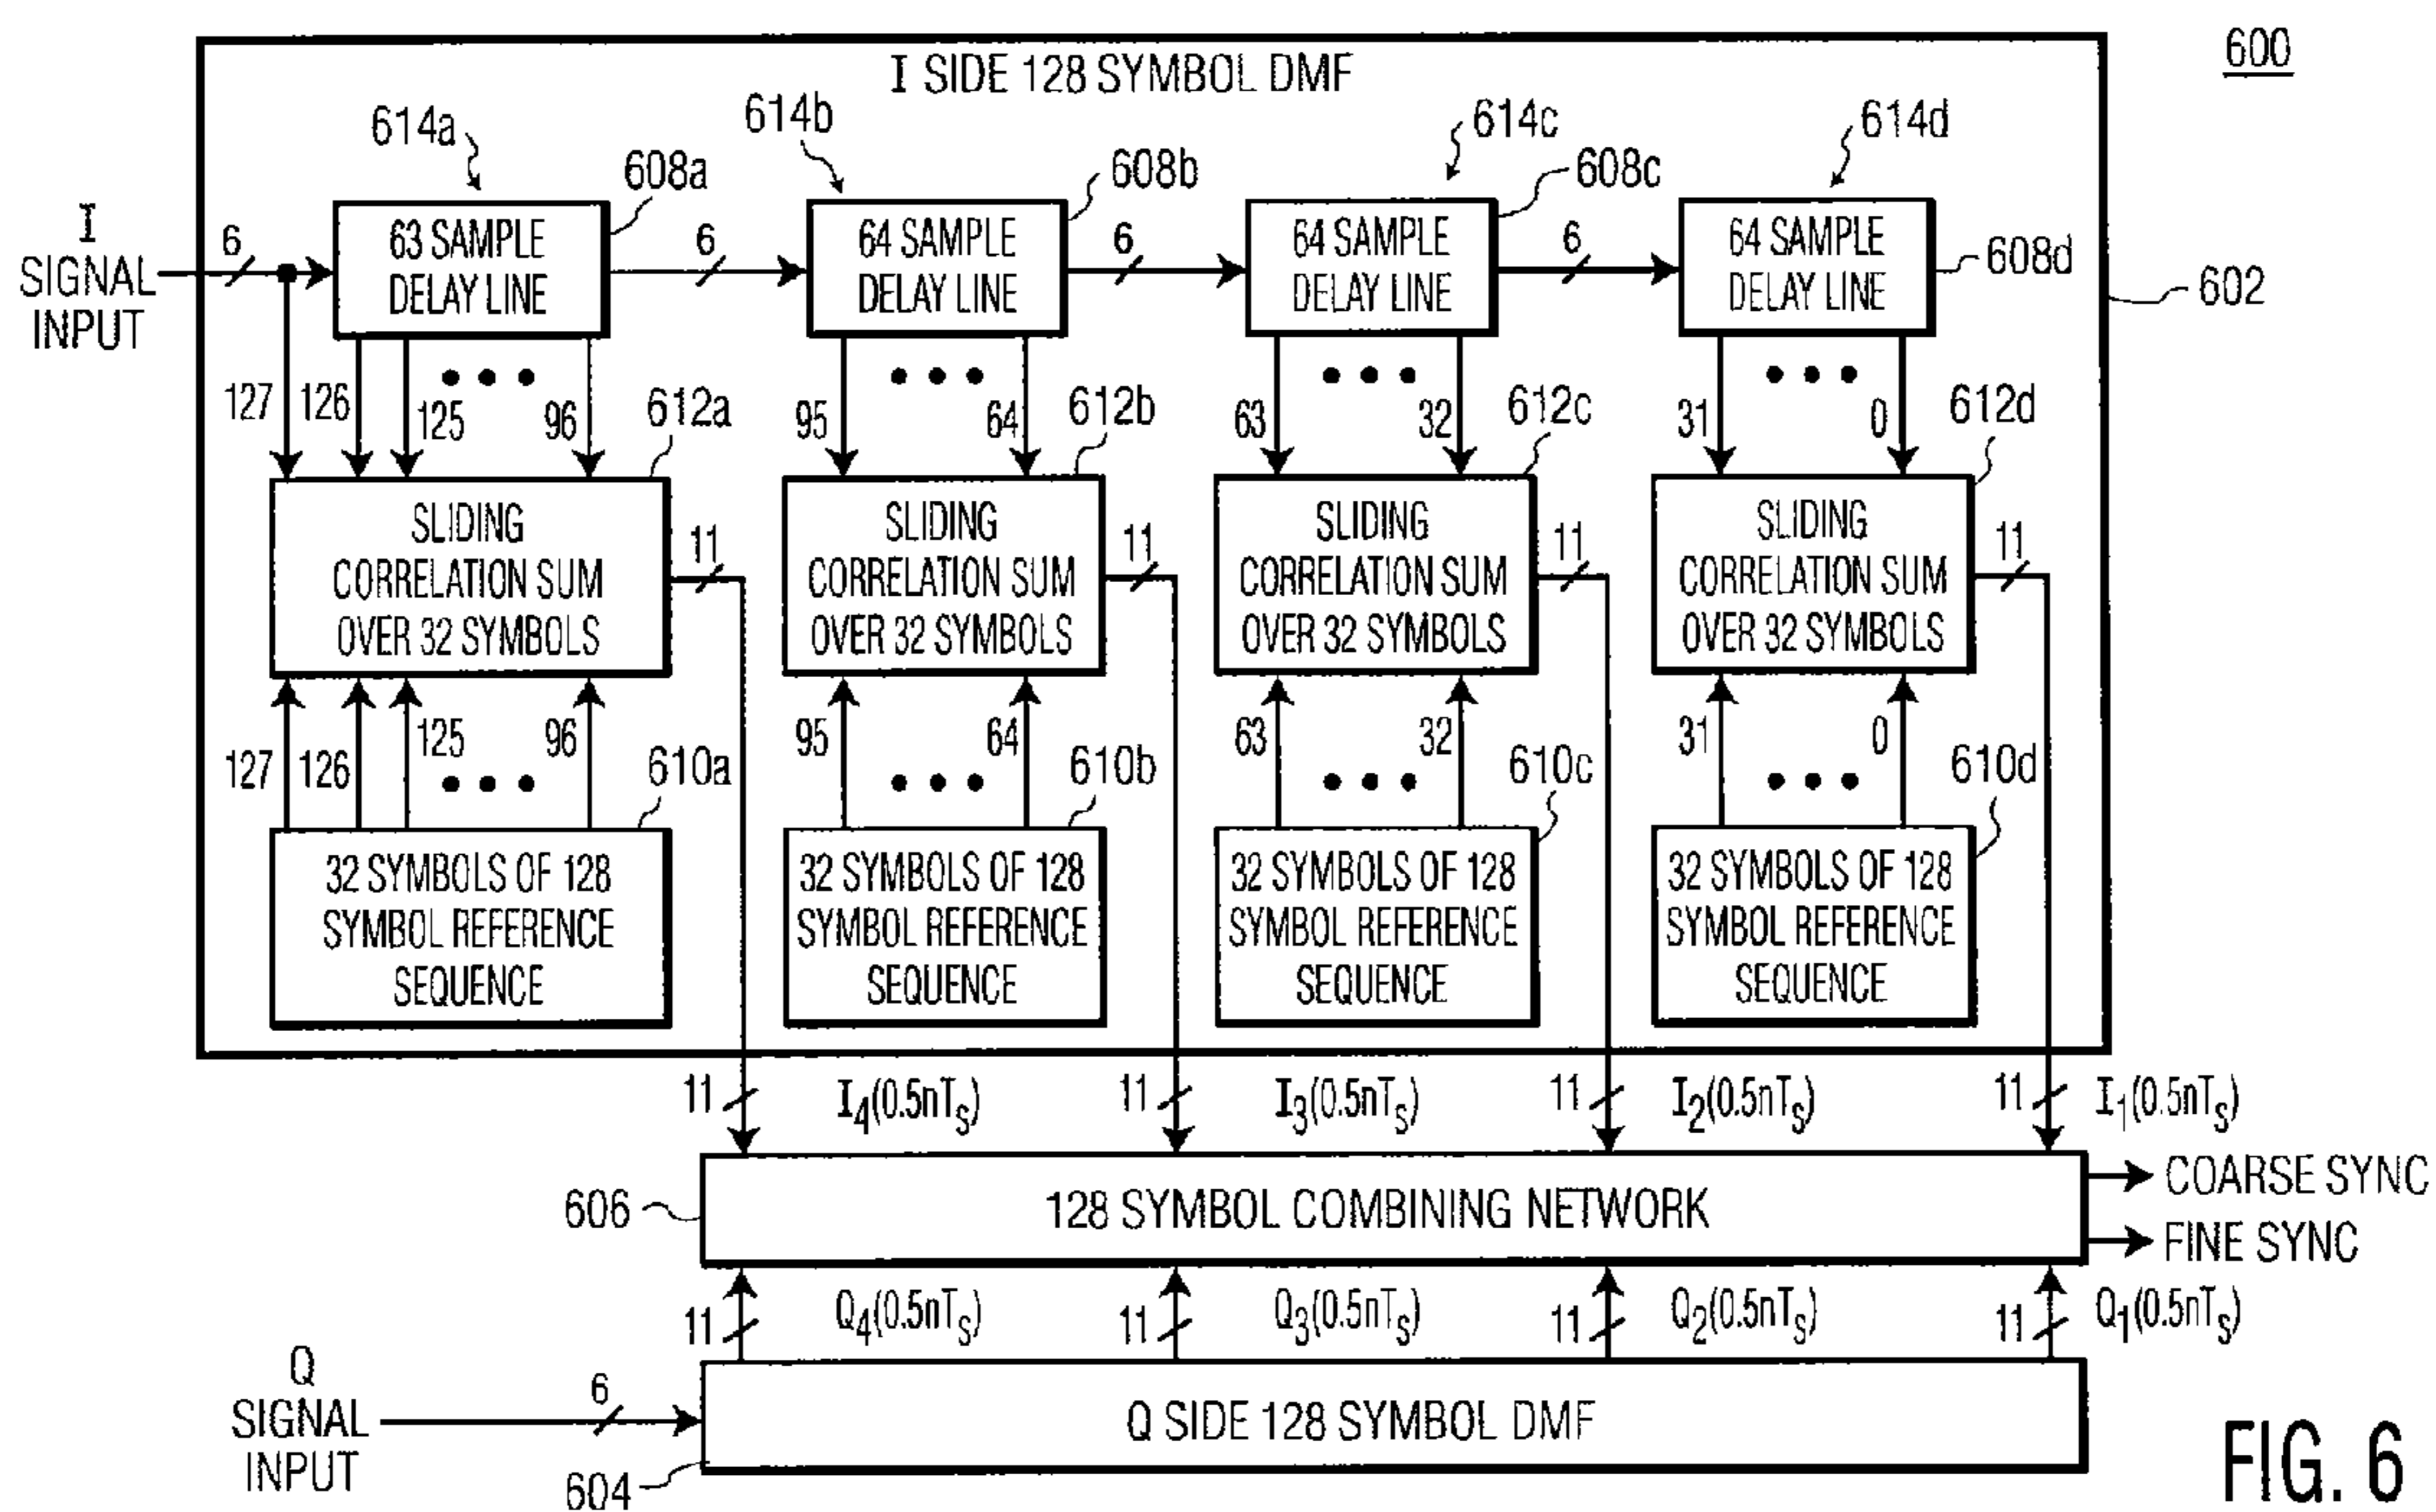 600
I SIDE 128 SYMBOL DMF
614a
614b
614c
614d
608a
608b
608c
608d
602
I
SIGNAL
INPUT
6
63 SAMPLE
DELAY LINE
6
64 SAMPLE
DELAY LINE
6
64 SAMPLE
DELAY LINE
6
64 SAMPLE
DELAY LINE
127
126
125
96
95
64
63
32
31
0
612a
612b
612c
612d
SLIDING
CORRELATION SUM
OVER 32 SYMBOLS
11
SLIDING
CORRELATION SUM
OVER 32 SYMBOLS
11
SLIDING
CORRELATION SUM
OVER 32 SYMBOLS
11
SLIDING
CORRELATION SUM
OVER 32 SYMBOLS
11
127
126
125
96
95
64
63
32
31
0
610a
610b
610c
610d
32 SYMBOLS OF 128
SYMBOL REFERENCE
SEQUENCE
32 SYMBOLS OF 128
SYMBOL REFERENCE
SEQUENCE
32 SYMBOLS OF 128
SYMBOL REFERENCE
SEQUENCE
32 SYMBOLS OF 128
SYMBOL REFERENCE
SEQUENCE
11
I4(0.5nTS)
11
I3(0.5nTS)
11
I2(0.5nTS)
11
I1(0.5nTS)
606
128 SYMBOL COMBINING NETWORK
COARSE SYNC
FINE SYNC
11
Q4(0.5nTS)
11
Q3(0.5nTS)
11
Q2(0.5nTS)
11
Q1(0.5nTS)
Q
SIGNAL
INPUT
6
Q SIDE 128 SYMBOL DMF
604
FIG. 6